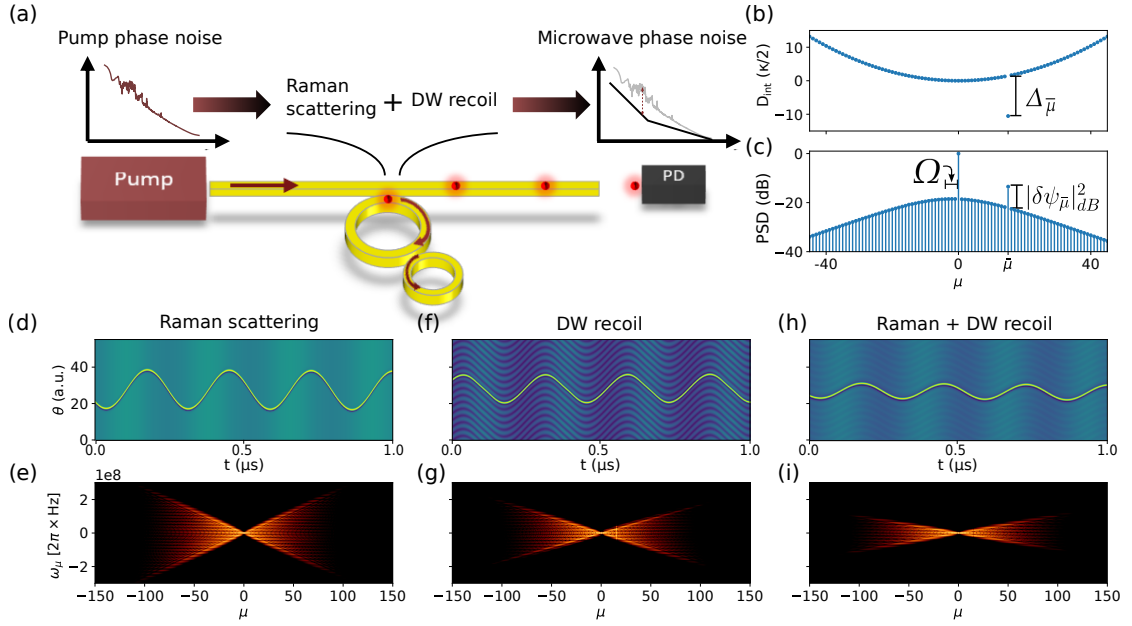 (a)
Pump phase noise
Raman
scattering
+ DW recoil
Microwave phase noise
Pump
PD
(b)
D_int (κ/2)
10
0
−10
Δ_μ̄
(c)
PSD (dB)
0
−20
−40
Ω
|δψ_μ̄|²_dB
−40
0
μ̄
40
μ
(d)
Raman scattering
θ (a.u.)
40
20
0
0.0
0.5
1.0
t (μs)
(f)
DW recoil
0.0
0.5
1.0
t (μs)
(h)
Raman + DW recoil
0.0
0.5
1.0
t (μs)
(e)
1e8
ω_μ [2π × Hz]
2
0
−2
−150 −100 −50 0 50 100 150
μ
(g)
−150 −100 −50 0 50 100 150
μ
(i)
−150 −100 −50 0 50 100 150
μ